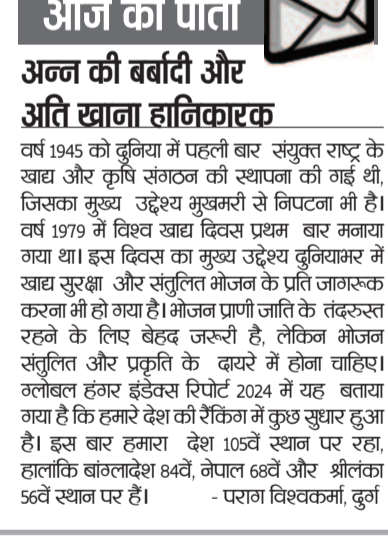 आज की पाती
अन्न की बर्बादी और
अति खाना हानिकारक
वर्ष 1945 को दुनिया में पहली बार संयुक्त राष्ट्र के
खाद्य और कृषि संगठन की स्थापना की गई थी,
जिसका मुख्य उद्देश्य भुखमरी से निपटना भी है।
वर्ष 1979 में विश्व खाद्य दिवस प्रथम बार मनाया
गया था। इस दिवस का मुख्य उद्देश्य दुनियाभर में
खाद्य सुरक्षा और संतुलित भोजन के प्रति जागरूक
करना भी हो गया है। भोजन प्राणी जाति के तंदरुस्त
रहने के लिए बेहद जरूरी है, लेकिन भोजन
संतुलित और प्रकृति के दायरे में होना चाहिए।
ग्लोबल हंगर इंडेक्स रिपोर्ट 2024 में यह बताया
गया है कि हमारे देश की रैंकिंग में कुछ सुधार हुआ
है। इस बार हमारा देश 105वें स्थान पर रहा,
हालांकि बांग्लादेश 84वें, नेपाल 68वें और श्रीलंका
56वें स्थान पर हैं। - पराग विश्वकर्मा, दुर्ग